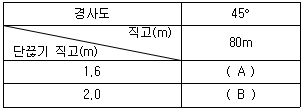 경사도 45°
직고(m)
단끊기 직고(m) 80m
1.6 ( A )
2.0 ( B )